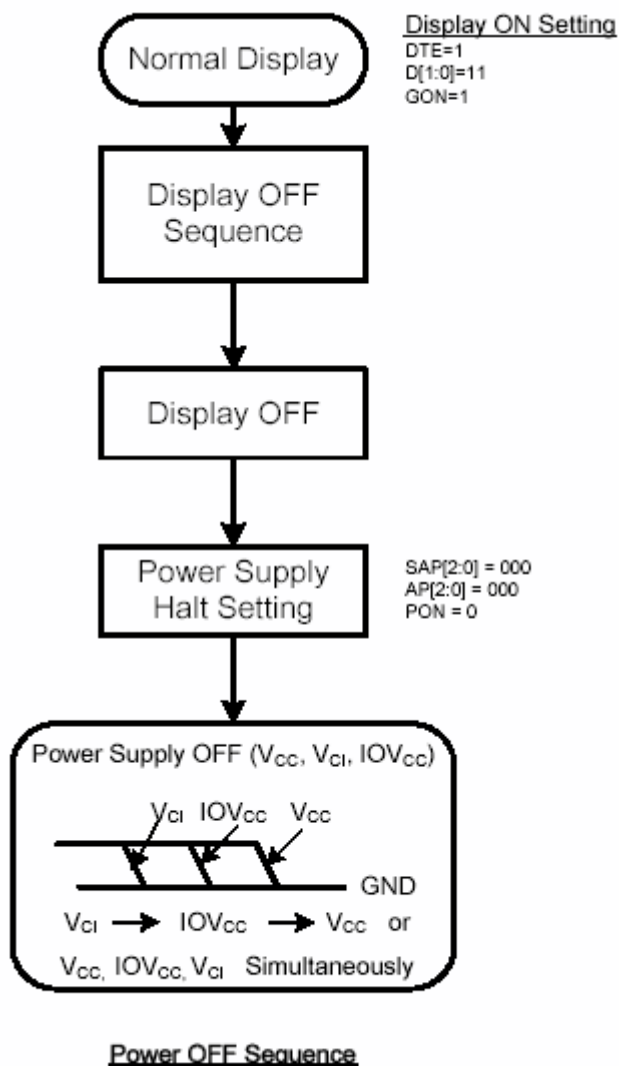 Normal Display
Display ON Setting
DTE=1
D[1:0]=11
GON=1
Display OFF
Sequence
Display OFF
Power Supply
Halt Setting
SAP[2:0] = 000
AP[2:0] = 000
PON = 0
Power Supply OFF (VCC, VCI, IOVCC)
VCI IOVCC VCC
GND
VCI IOVCC VCC or
VCC, IOVCC, VCI Simultaneously
Power OFF Sequence